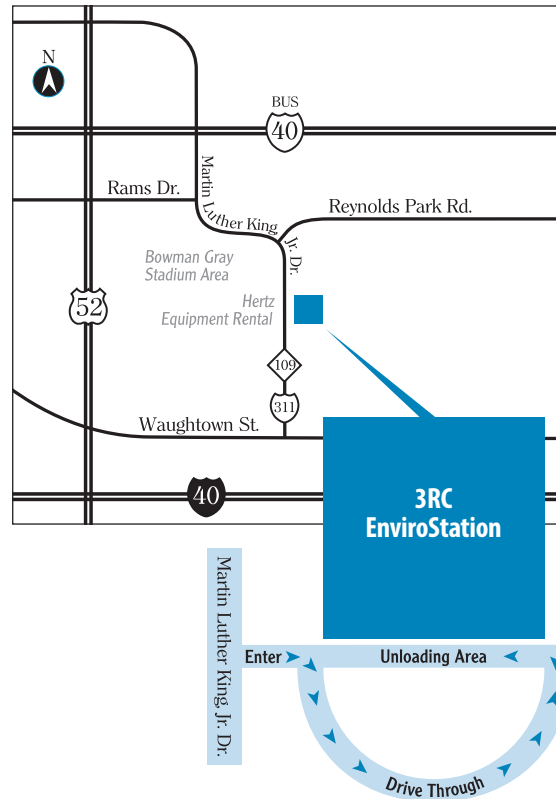 N
BUS
40
Rams Dr.
Martin Luther King, Jr. Dr.
Reynolds Park Rd.
Bowman Gray
Stadium Area
52
Hertz
Equipment Rental
109
311
Waughtown St.
40
3RC
EnviroStation
Martin Luther King, Jr. Dr.
Enter
Unloading Area
Drive Through